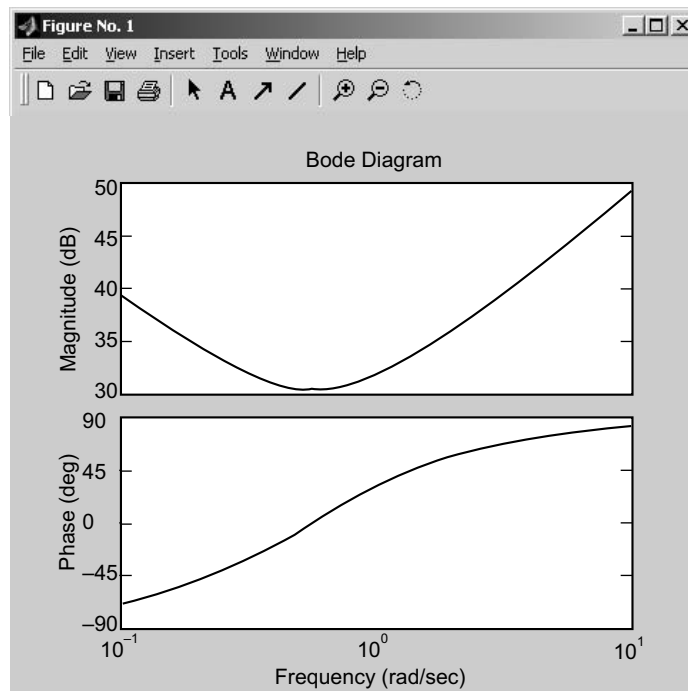 Figure No. 1
File Edit View Insert Tools Window Help
A
Bode Diagram
Magnitude (dB)
50
45
40
35
30
Phase (deg)
90
45
0
–45
–90
10⁻¹ 10⁰ 10¹
Frequency (rad/sec)